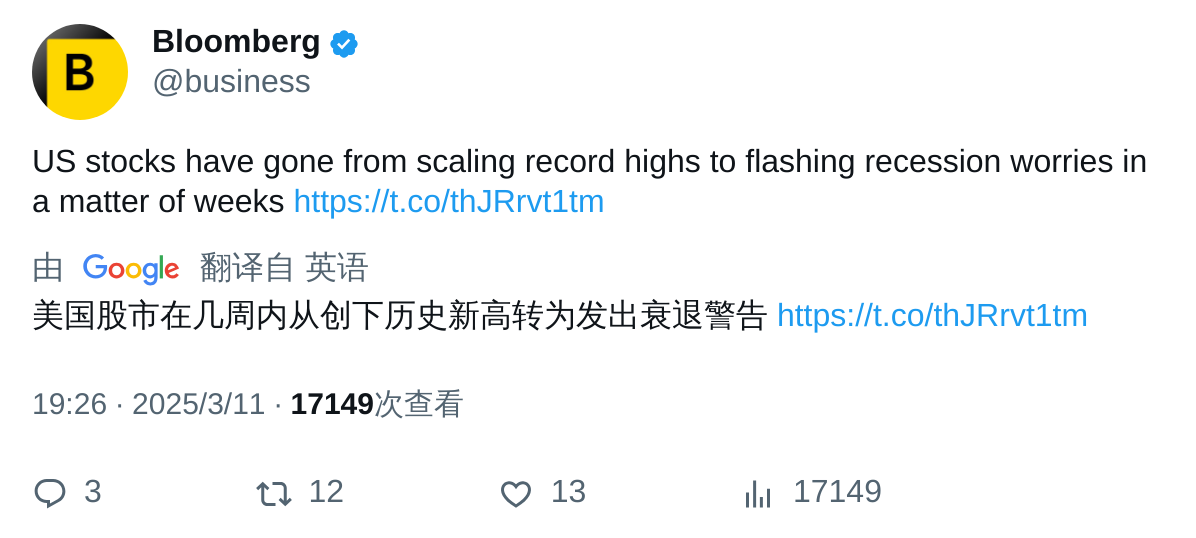 B
Bloomberg
@business
US stocks have gone from scaling record highs to flashing recession worries in
a matter of weeks https://t.co/thJRrvt1tm
由 Google 翻译自 英语
美国股市在几周内从创下历史新高转为发出衰退警告 https://t.co/thJRrvt1tm
19:26 · 2025/3/11 · 17149次查看
3 12 13 17149